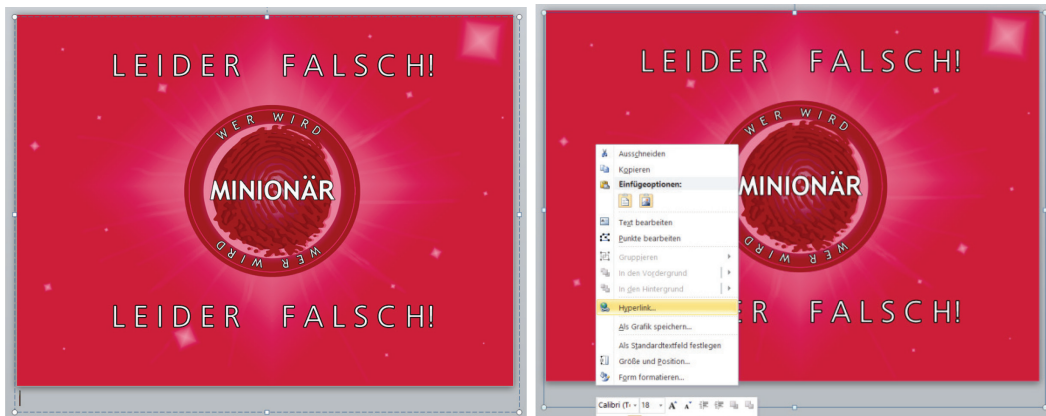 LEIDER FALSCH!
WER WIRD
MINIONÄR
WER WIRD
LEIDER FALSCH!
LEIDER FALSCH!
WER WIRD
MINIONÄR
WER WIRD
ER FALSCH!
Ausschneiden
Kopieren
Einfügeoptionen:
Text bearbeiten
Punkte bearbeiten
Gruppieren
In den Vordergrund
In den Hintergrund
Hyperlink...
Als Grafik speichern...
Als Standardtextfeld festlegen
Größe und Position...
Form formatieren...
Calibri (T 18 A A